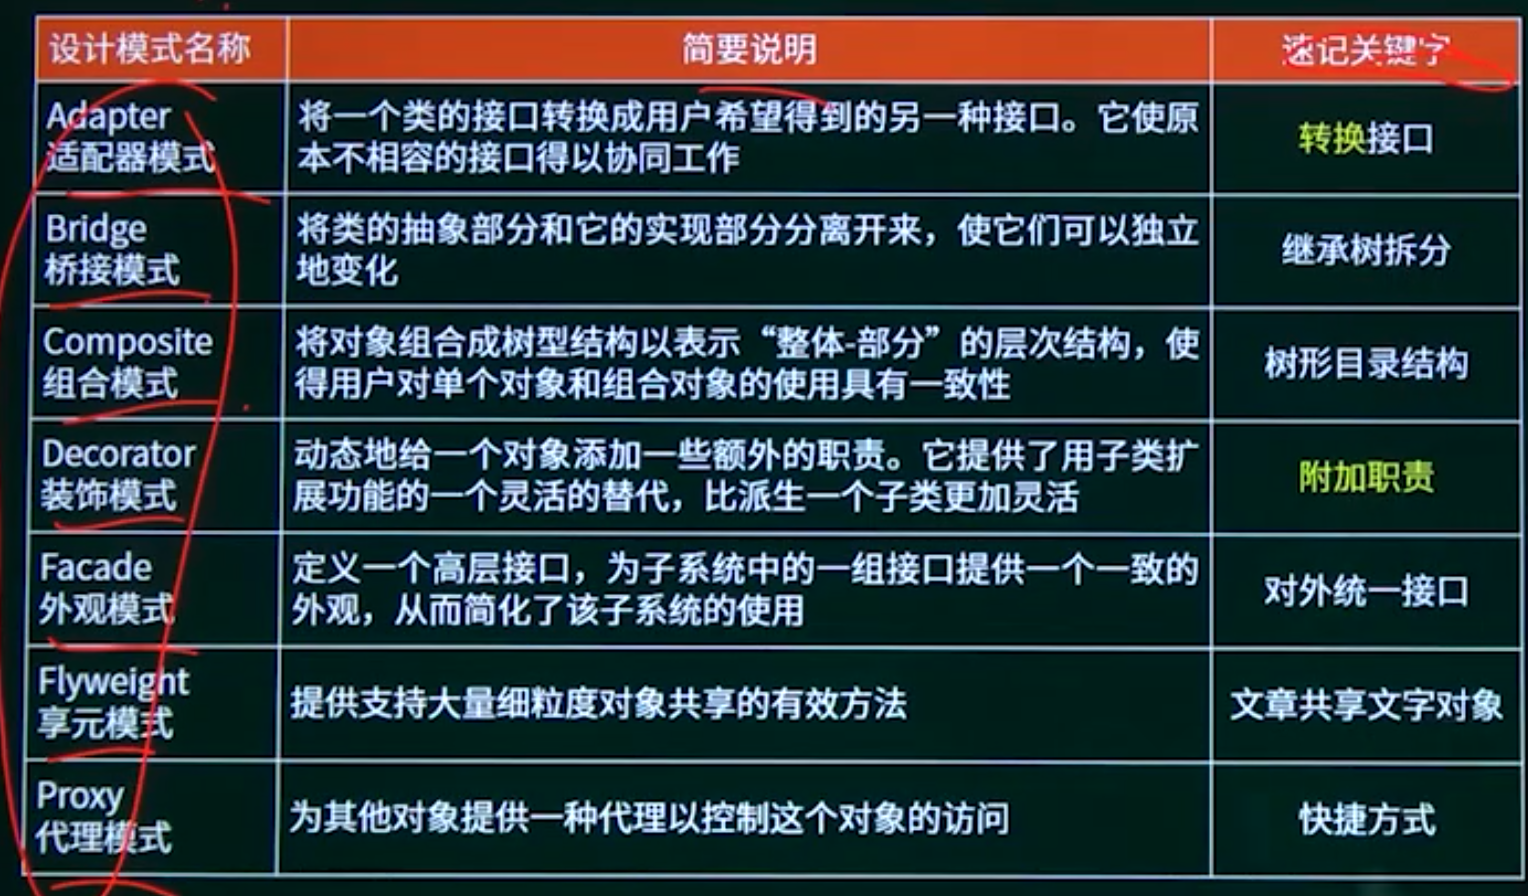 设计模式名称 简要说明 速记关键字
Adapter
适配器模式
将一个类的接口转换成用户希望得到的另一种接口。它使原
本不相容的接口得以协同工作
转换接口
Bridge
桥接模式
将类的抽象部分和它的实现部分分离开来，使它们可以独立
地变化
继承树拆分
Composite
组合模式
将对象组合成树型结构以表示“整体-部分”的层次结构，使
得用户对单个对象和组合对象的使用具有一致性
树形目录结构
Decorator
装饰模式
动态地给一个对象添加一些额外的职责。它提供了用子类扩
展功能的一个灵活的替代，比派生一个子类更加灵活
附加职责
Facade
外观模式
定义一个高层接口，为子系统中的一组接口提供一个一致的
外观，从而简化了该子系统的使用
对外统一接口
Flyweight
享元模式
提供支持大量细粒度对象共享的有效方法
文章共享文字对象
Proxy
代理模式
为其他对象提供一种代理以控制这个对象的访问
快捷方式